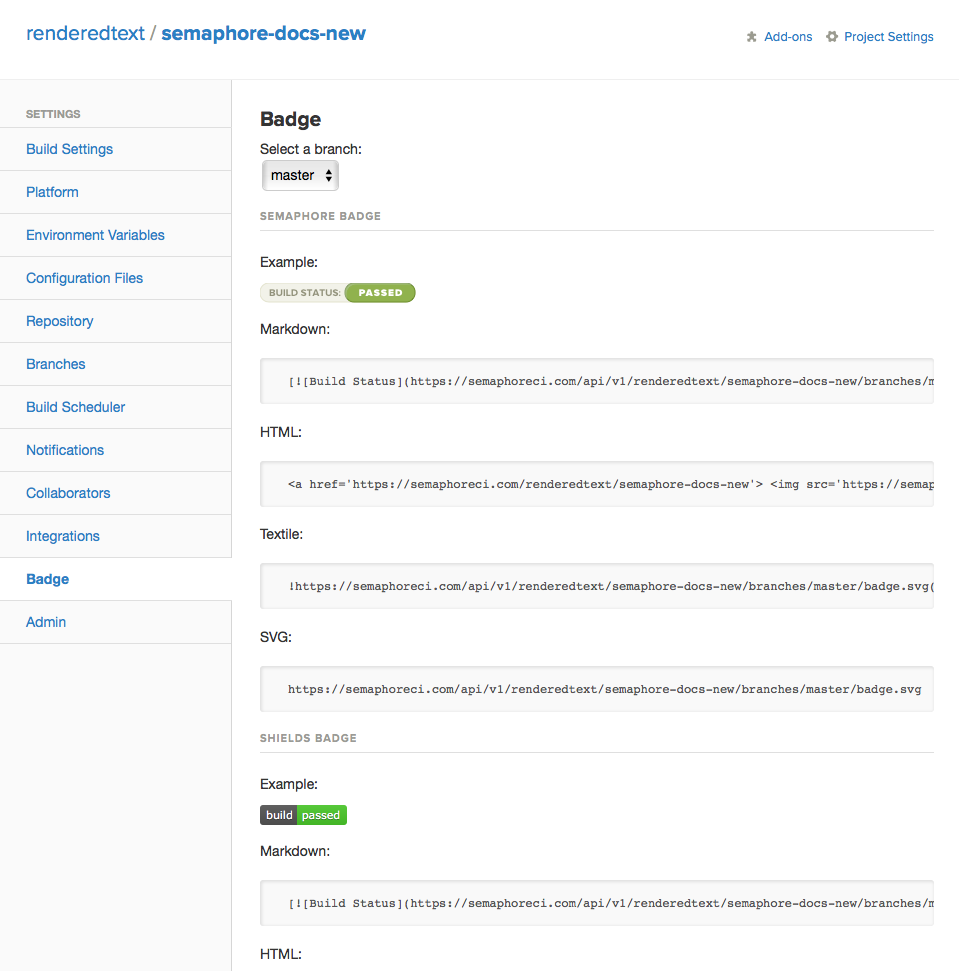 renderedtext / semaphore-docs-new
Add-ons Project Settings
SETTINGS
Build Settings
Platform
Environment Variables
Configuration Files
Repository
Branches
Build Scheduler
Notifications
Collaborators
Integrations
Badge
Admin
Badge
Select a branch:
master
SEMAPHORE BADGE
Example:
BUILD STATUS: PASSED
Markdown:
[![Build Status](https://semaphoreci.com/api/v1/renderedtext/semaphore-docs-new/branches/m
HTML:
<a href='https://semaphoreci.com/renderedtext/semaphore-docs-new'> <img src='https://semap
Textile:
!https://semaphoreci.com/api/v1/renderedtext/semaphore-docs-new/branches/master/badge.svg(
SVG:
https://semaphoreci.com/api/v1/renderedtext/semaphore-docs-new/branches/master/badge.svg
SHIELDS BADGE
Example:
build passed
Markdown:
[![Build Status](https://semaphoreci.com/api/v1/renderedtext/semaphore-docs-new/branches/m
HTML: